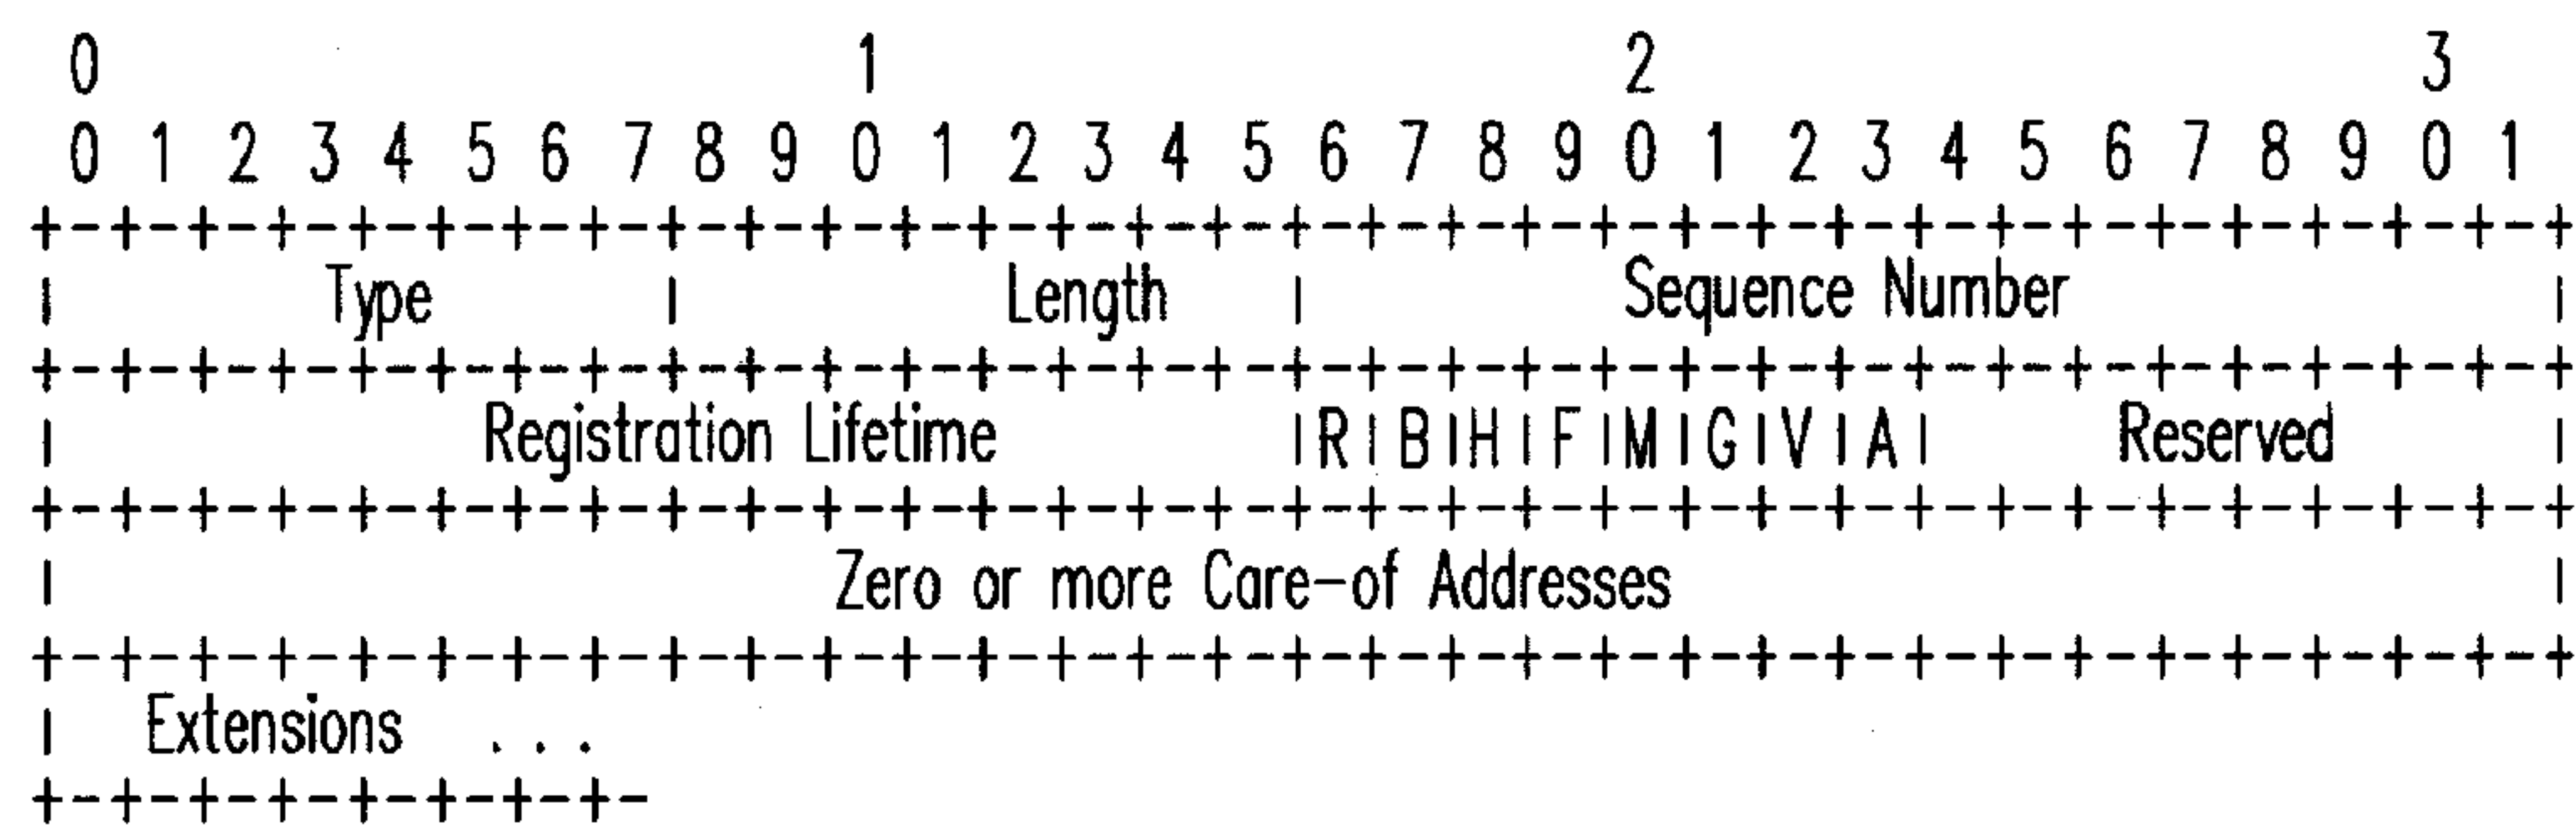 0 1 2 3
0 1 2 3 4 5 6 7 8 9 0 1 2 3 4 5 6 7 8 9 0 1 2 3 4 5 6 7 8 9 0 1
+-+-+-+-+-+-+-+-+-+-+-+-+-+-+-+-+-+-+-+-+-+-+-+-+-+-+-+-+-+-+-+-+
| Type | Length | Sequence Number |
+-+-+-+-+-+-+-+-+-+-+-+-+-+-+-+-+-+-+-+-+-+-+-+-+-+-+-+-+-+-+-+-+
| Registration Lifetime |R|B|H|F|M|G|V|A| Reserved |
+-+-+-+-+-+-+-+-+-+-+-+-+-+-+-+-+-+-+-+-+-+-+-+-+-+-+-+-+-+-+-+-+
| Zero or more Care-of Addresses |
+-+-+-+-+-+-+-+-+-+-+-+-+-+-+-+-+-+-+-+-+-+-+-+-+-+-+-+-+-+-+-+-+
| Extensions ...
+-+-+-+-+-+-+-+-